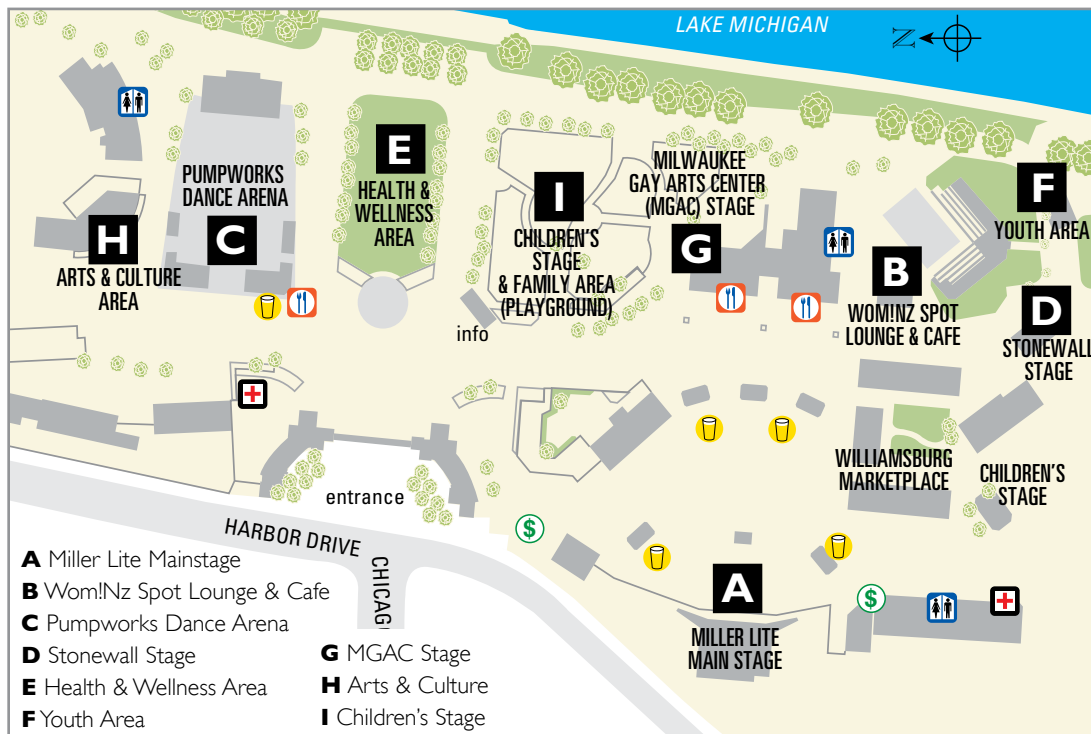 LAKE MICHIGAN
N
E
HEALTH &
WELLNESS
AREA
PUMPWORKS
DANCE ARENA
C
H
ARTS & CULTURE
AREA
I
CHILDREN'S
STAGE
& FAMILY AREA
(PLAYGROUND)
MILWAUKEE
GAY ARTS CENTER
(MGAC) STAGE
G
F
YOUTH AREA
B
WOM!NZ SPOT
LOUNGE & CAFE
D
STONEWALL
STAGE
info
WILLIAMSBURG
MARKETPLACE
CHILDREN'S
STAGE
entrance
HARBOR DRIVE
CHICAG
$
$
A
MILLER LITE
MAIN STAGE
A Miller Lite Mainstage
B Wom!Nz Spot Lounge & Cafe
C Pumpworks Dance Arena
D Stonewall Stage
E Health & Wellness Area
F Youth Area
G MGAC Stage
H Arts & Culture
I Children's Stage